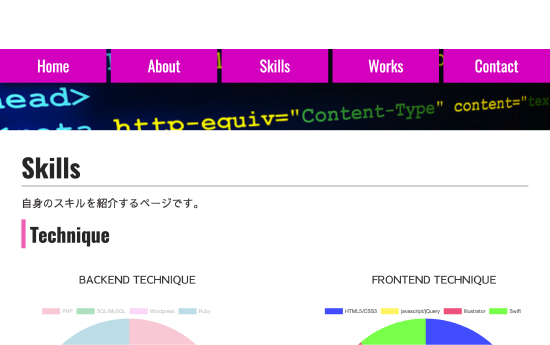 Home About Skills Works Contact
head>
http-equiv="Content-Type" content="tex
Skills
自身のスキルを紹介するページです。
Technique
BACKEND TECHNIQUE FRONTEND TECHNIQUE
PHP SQL/MySQL Wordpress Ruby HTML5/CSS3 javascript/jQuery Illustrator Swift